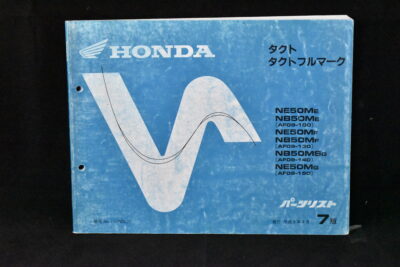 HONDA
タクト
タクトフルマーク
NE50ME
NB50ME
(AF09-100)
NE50MF
NB50MF
(AF09-130)
NB50MSG
(AF09-140)
NE50MG
(AF09-150)
パーツリスト
7版